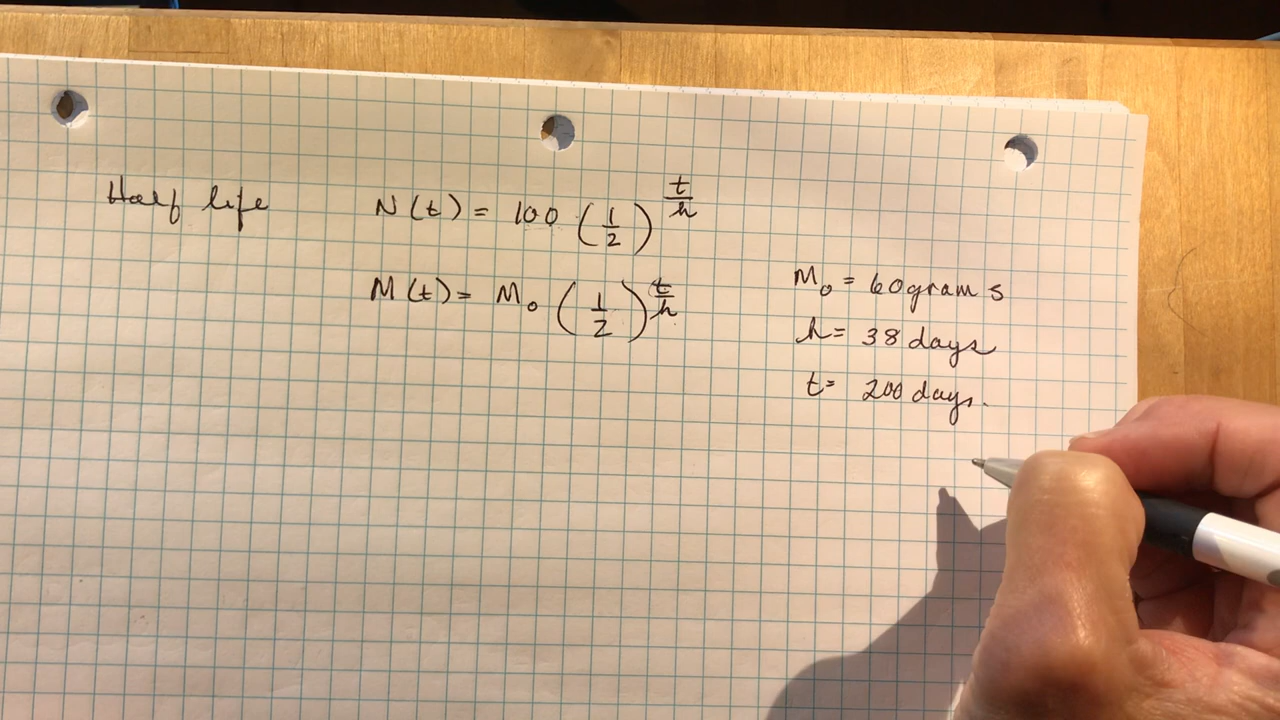 Half life N(t) = 100 (1/2)^(t/h)
M(t) = M₀ (1/2)^(t/h)
M₀ = 60 grams
h = 38 days
t = 200 days.